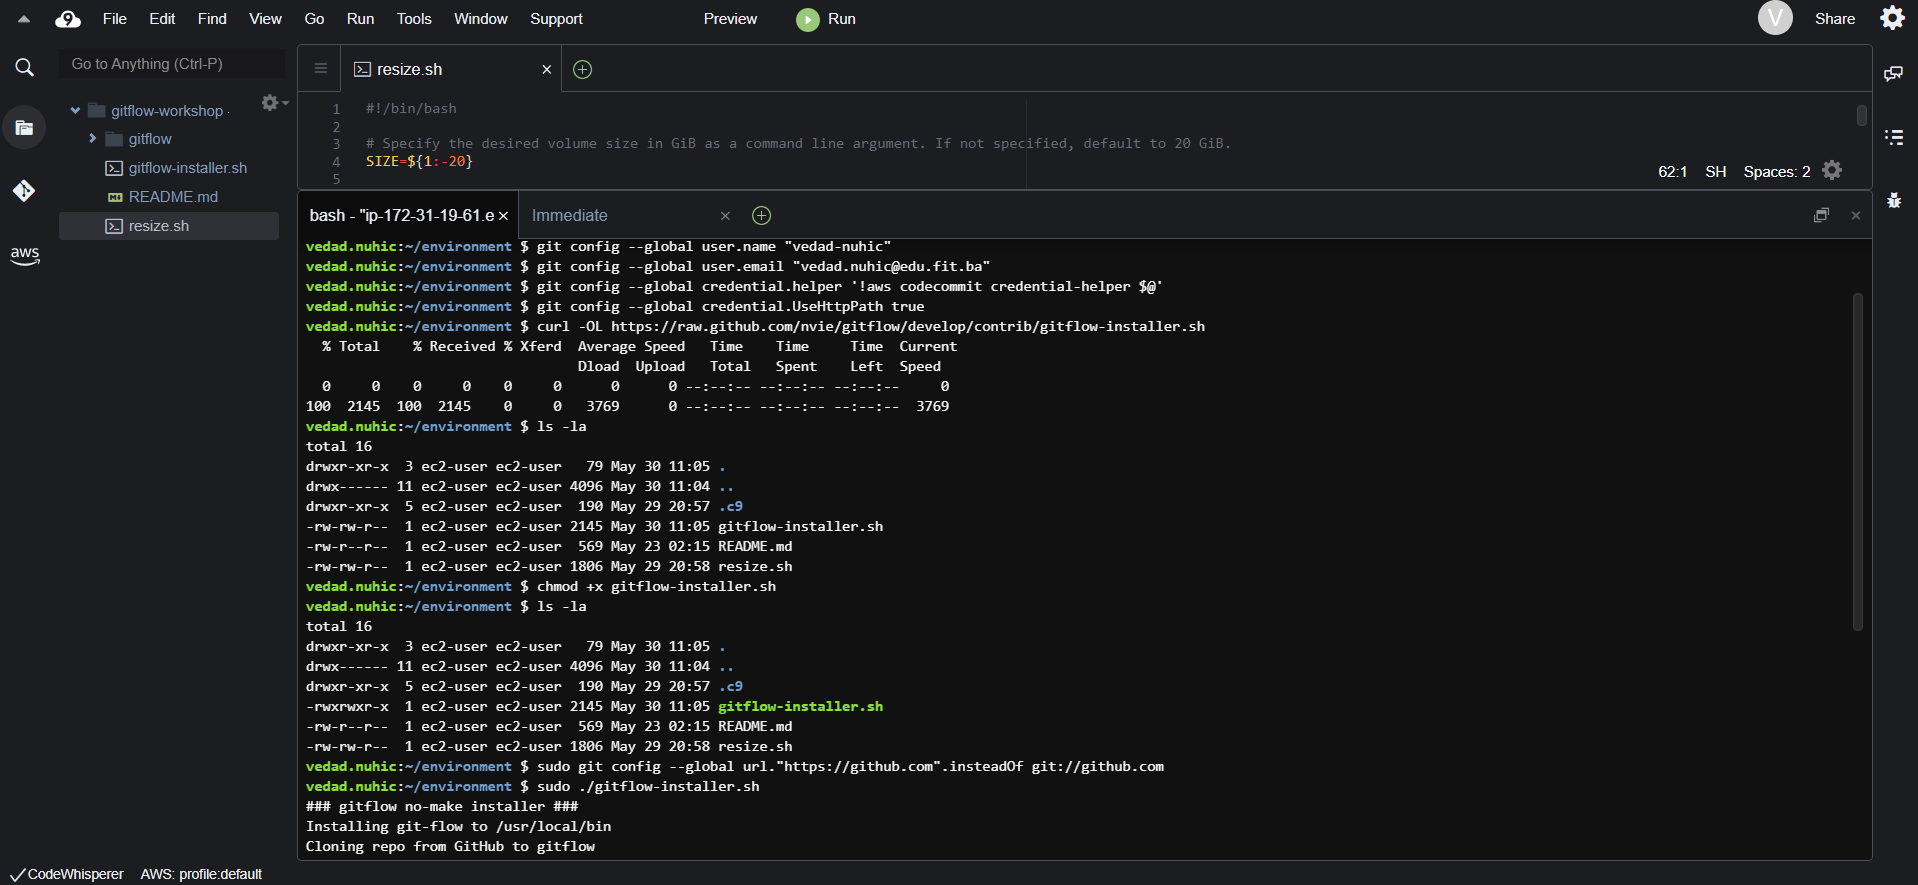 File Edit Find View Go Run Tools Window Support Preview Run V Share
Go to Anything (Ctrl-P)
gitflow-workshop -
gitflow
gitflow-installer.sh
README.md
resize.sh
aws
resize.sh
1 #!/bin/bash
2
3 # Specify the desired volume size in GiB as a command line argument. If not specified, default to 20 GiB.
4 SIZE=${1:-20}
5
62:1 SH Spaces: 2
bash - "ip-172-31-19-61.e Immediate
vedad.nuhic:~/environment $ git config --global user.name "vedad-nuhic"
vedad.nuhic:~/environment $ git config --global user.email "vedad.nuhic@edu.fit.ba"
vedad.nuhic:~/environment $ git config --global credential.helper '!aws codecommit credential-helper $@'
vedad.nuhic:~/environment $ git config --global credential.UseHttpPath true
vedad.nuhic:~/environment $ curl -OL https://raw.github.com/nvie/gitflow/develop/contrib/gitflow-installer.sh
% Total % Received % Xferd Average Speed Time Time Time Current
Dload Upload Total Spent Left Speed
0 0 0 0 0 0 0 0 --:--:-- --:--:-- --:--:-- 0
100 2145 100 2145 0 0 3769 0 --:--:-- --:--:-- --:--:-- 3769
vedad.nuhic:~/environment $ ls -la
total 16
drwxr-xr-x 3 ec2-user ec2-user 79 May 30 11:05 .
drwx------ 11 ec2-user ec2-user 4096 May 30 11:04 ..
drwxr-xr-x 5 ec2-user ec2-user 190 May 29 20:57 .c9
-rw-rw-r-- 1 ec2-user ec2-user 2145 May 30 11:05 gitflow-installer.sh
-rw-r--r-- 1 ec2-user ec2-user 569 May 23 02:15 README.md
-rw-rw-r-- 1 ec2-user ec2-user 1806 May 29 20:58 resize.sh
vedad.nuhic:~/environment $ chmod +x gitflow-installer.sh
vedad.nuhic:~/environment $ ls -la
total 16
drwxr-xr-x 3 ec2-user ec2-user 79 May 30 11:05 .
drwx------ 11 ec2-user ec2-user 4096 May 30 11:04 ..
drwxr-xr-x 5 ec2-user ec2-user 190 May 29 20:57 .c9
-rwxrwxr-x 1 ec2-user ec2-user 2145 May 30 11:05 gitflow-installer.sh
-rw-r--r-- 1 ec2-user ec2-user 569 May 23 02:15 README.md
-rw-rw-r-- 1 ec2-user ec2-user 1806 May 29 20:58 resize.sh
vedad.nuhic:~/environment $ sudo git config --global url."https://github.com".insteadOf git://github.com
vedad.nuhic:~/environment $ sudo ./gitflow-installer.sh
### gitflow no-make installer ###
Installing git-flow to /usr/local/bin
Cloning repo from GitHub to gitflow
CodeWhisperer AWS: profile:default